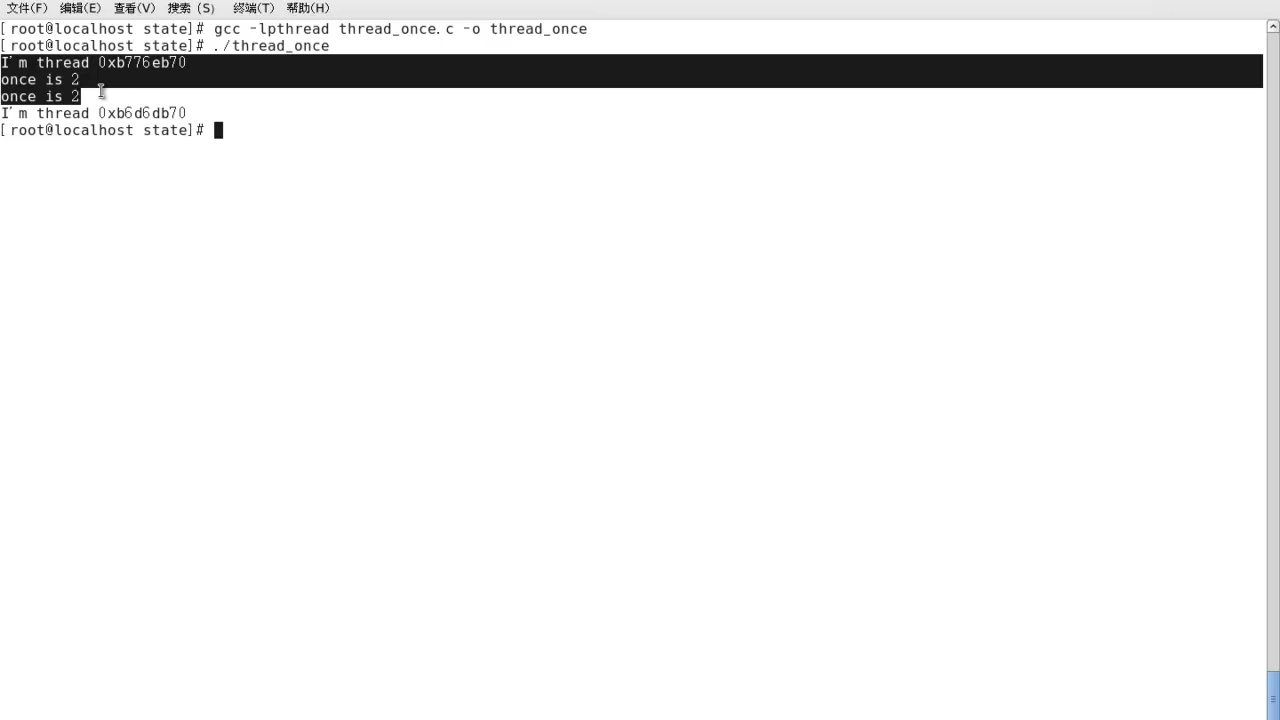 文件(F) 编辑(E) 查看(V) 搜索 (S) 终端(T) 帮助(H)
[root@localhost state]# gcc -lpthread thread_once.c -o thread_once
[root@localhost state]# ./thread_once
I'm thread 0xb776eb70
once is 2
once is 2
I'm thread 0xb6d6db70
[root@localhost state]#